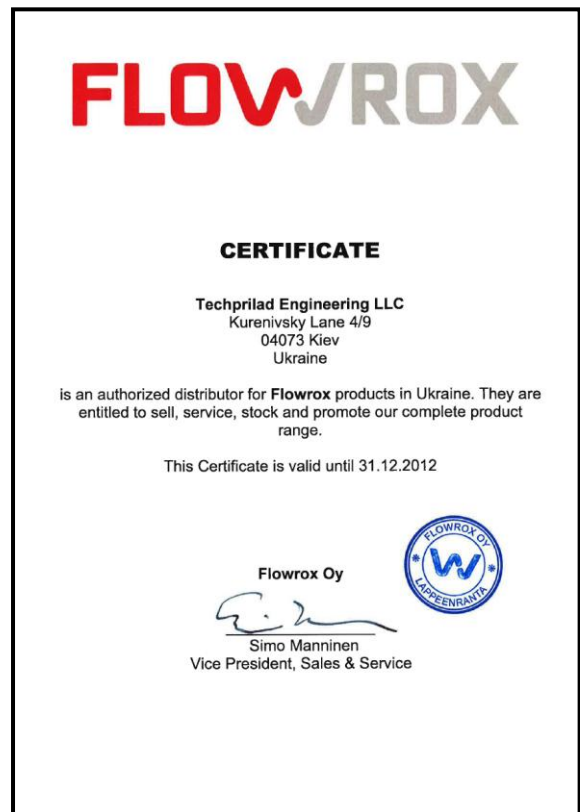 FLOWROX
CERTIFICATE
Techprilad Engineering LLC
Kurenivsky Lane 4/9
04073 Kiev
Ukraine
is an authorized distributor for Flowrox products in Ukraine. They are
entitled to sell, service, stock and promote our complete product
range.
This Certificate is valid until 31.12.2012
FLOWROX OY
LAPPEENRANTA
Flowrox Oy
Simo Manninen
Vice President, Sales & Service